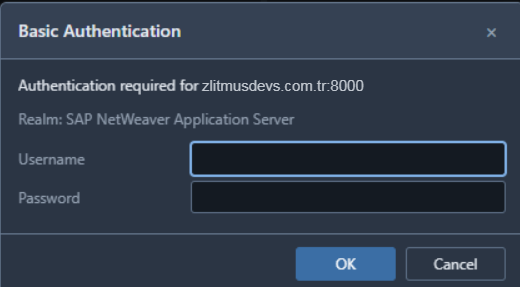 Basic Authentication
Authentication required for zlitmusdevs.com.tr:8000
Realm: SAP NetWeaver Application Server
Username
Password
OK Cancel